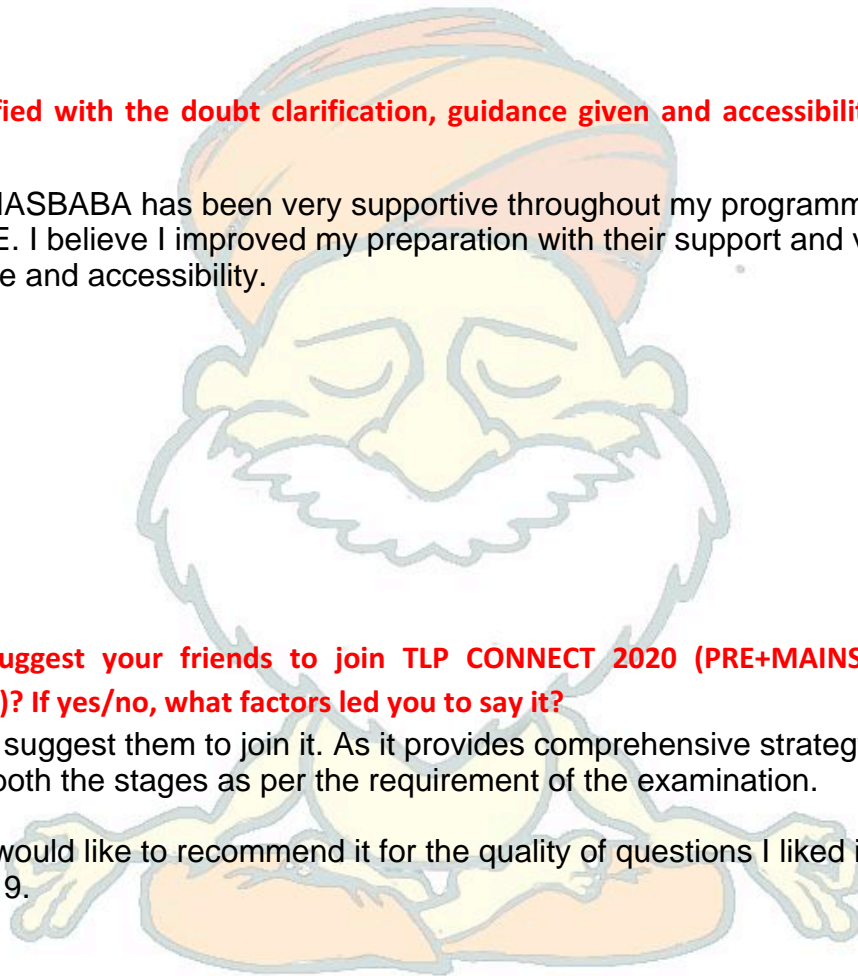 fied with the doubt clarification, guidance given and accessibilit
IASBABA has been very supportive throughout my programm
E. I believe I improved my preparation with their support and v
e and accessibility.
uggest your friends to join TLP CONNECT 2020 (PRE+MAINS
)? If yes/no, what factors led you to say it?
suggest them to join it. As it provides comprehensive strateg
both the stages as per the requirement of the examination.
would like to recommend it for the quality of questions I liked i
9.